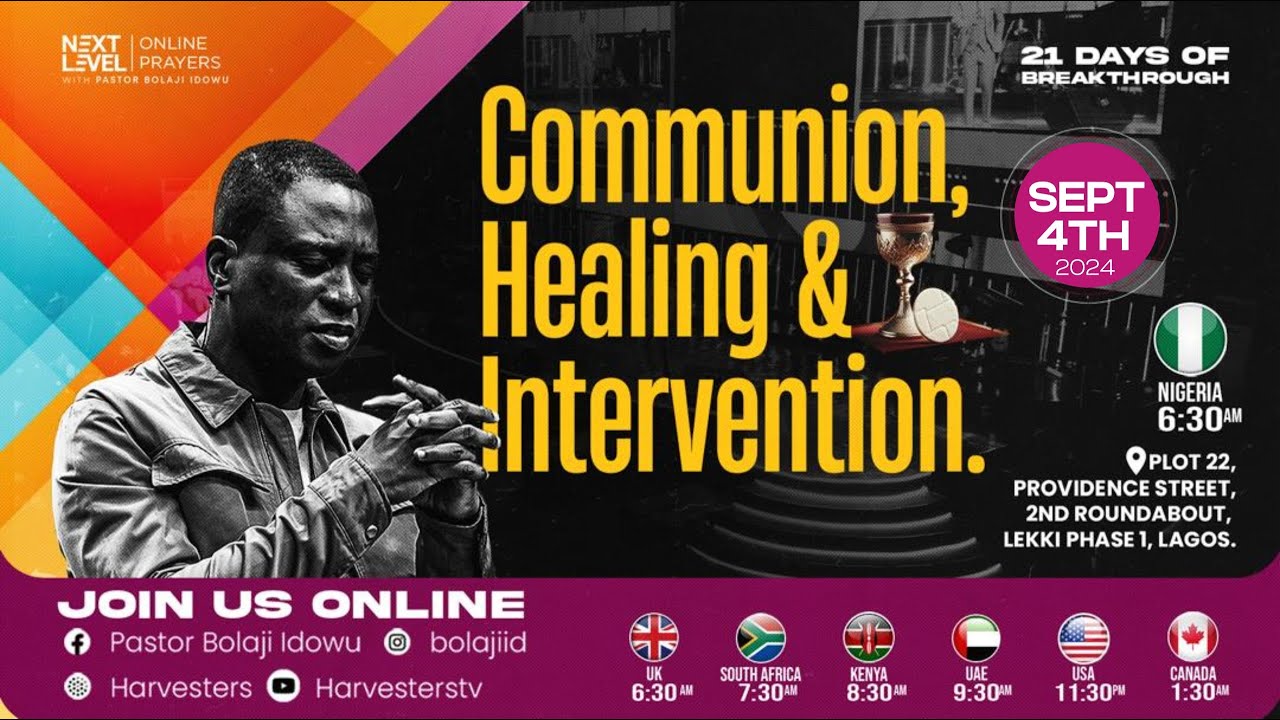 NEXT LEVEL
ONLINE PRAYERS
WITH PASTOR BOLAJI IDOWU
21 DAYS OF
BREAKTHROUGH
Communion,
Healing &
Intervention.
SEPT
4TH
2024
NIGERIA
6:30AM
PLOT 22,
PROVIDENCE STREET,
2ND ROUNDABOUT,
LEKKI PHASE 1, LAGOS.
JOIN US ONLINE
Pastor Bolaji Idowu bolajiid
Harvesters Harvesterstv
UK
6:30AM
SOUTH AFRICA
7:30AM
KENYA
8:30AM
UAE
9:30AM
USA
11:30PM
CANADA
1:30AM